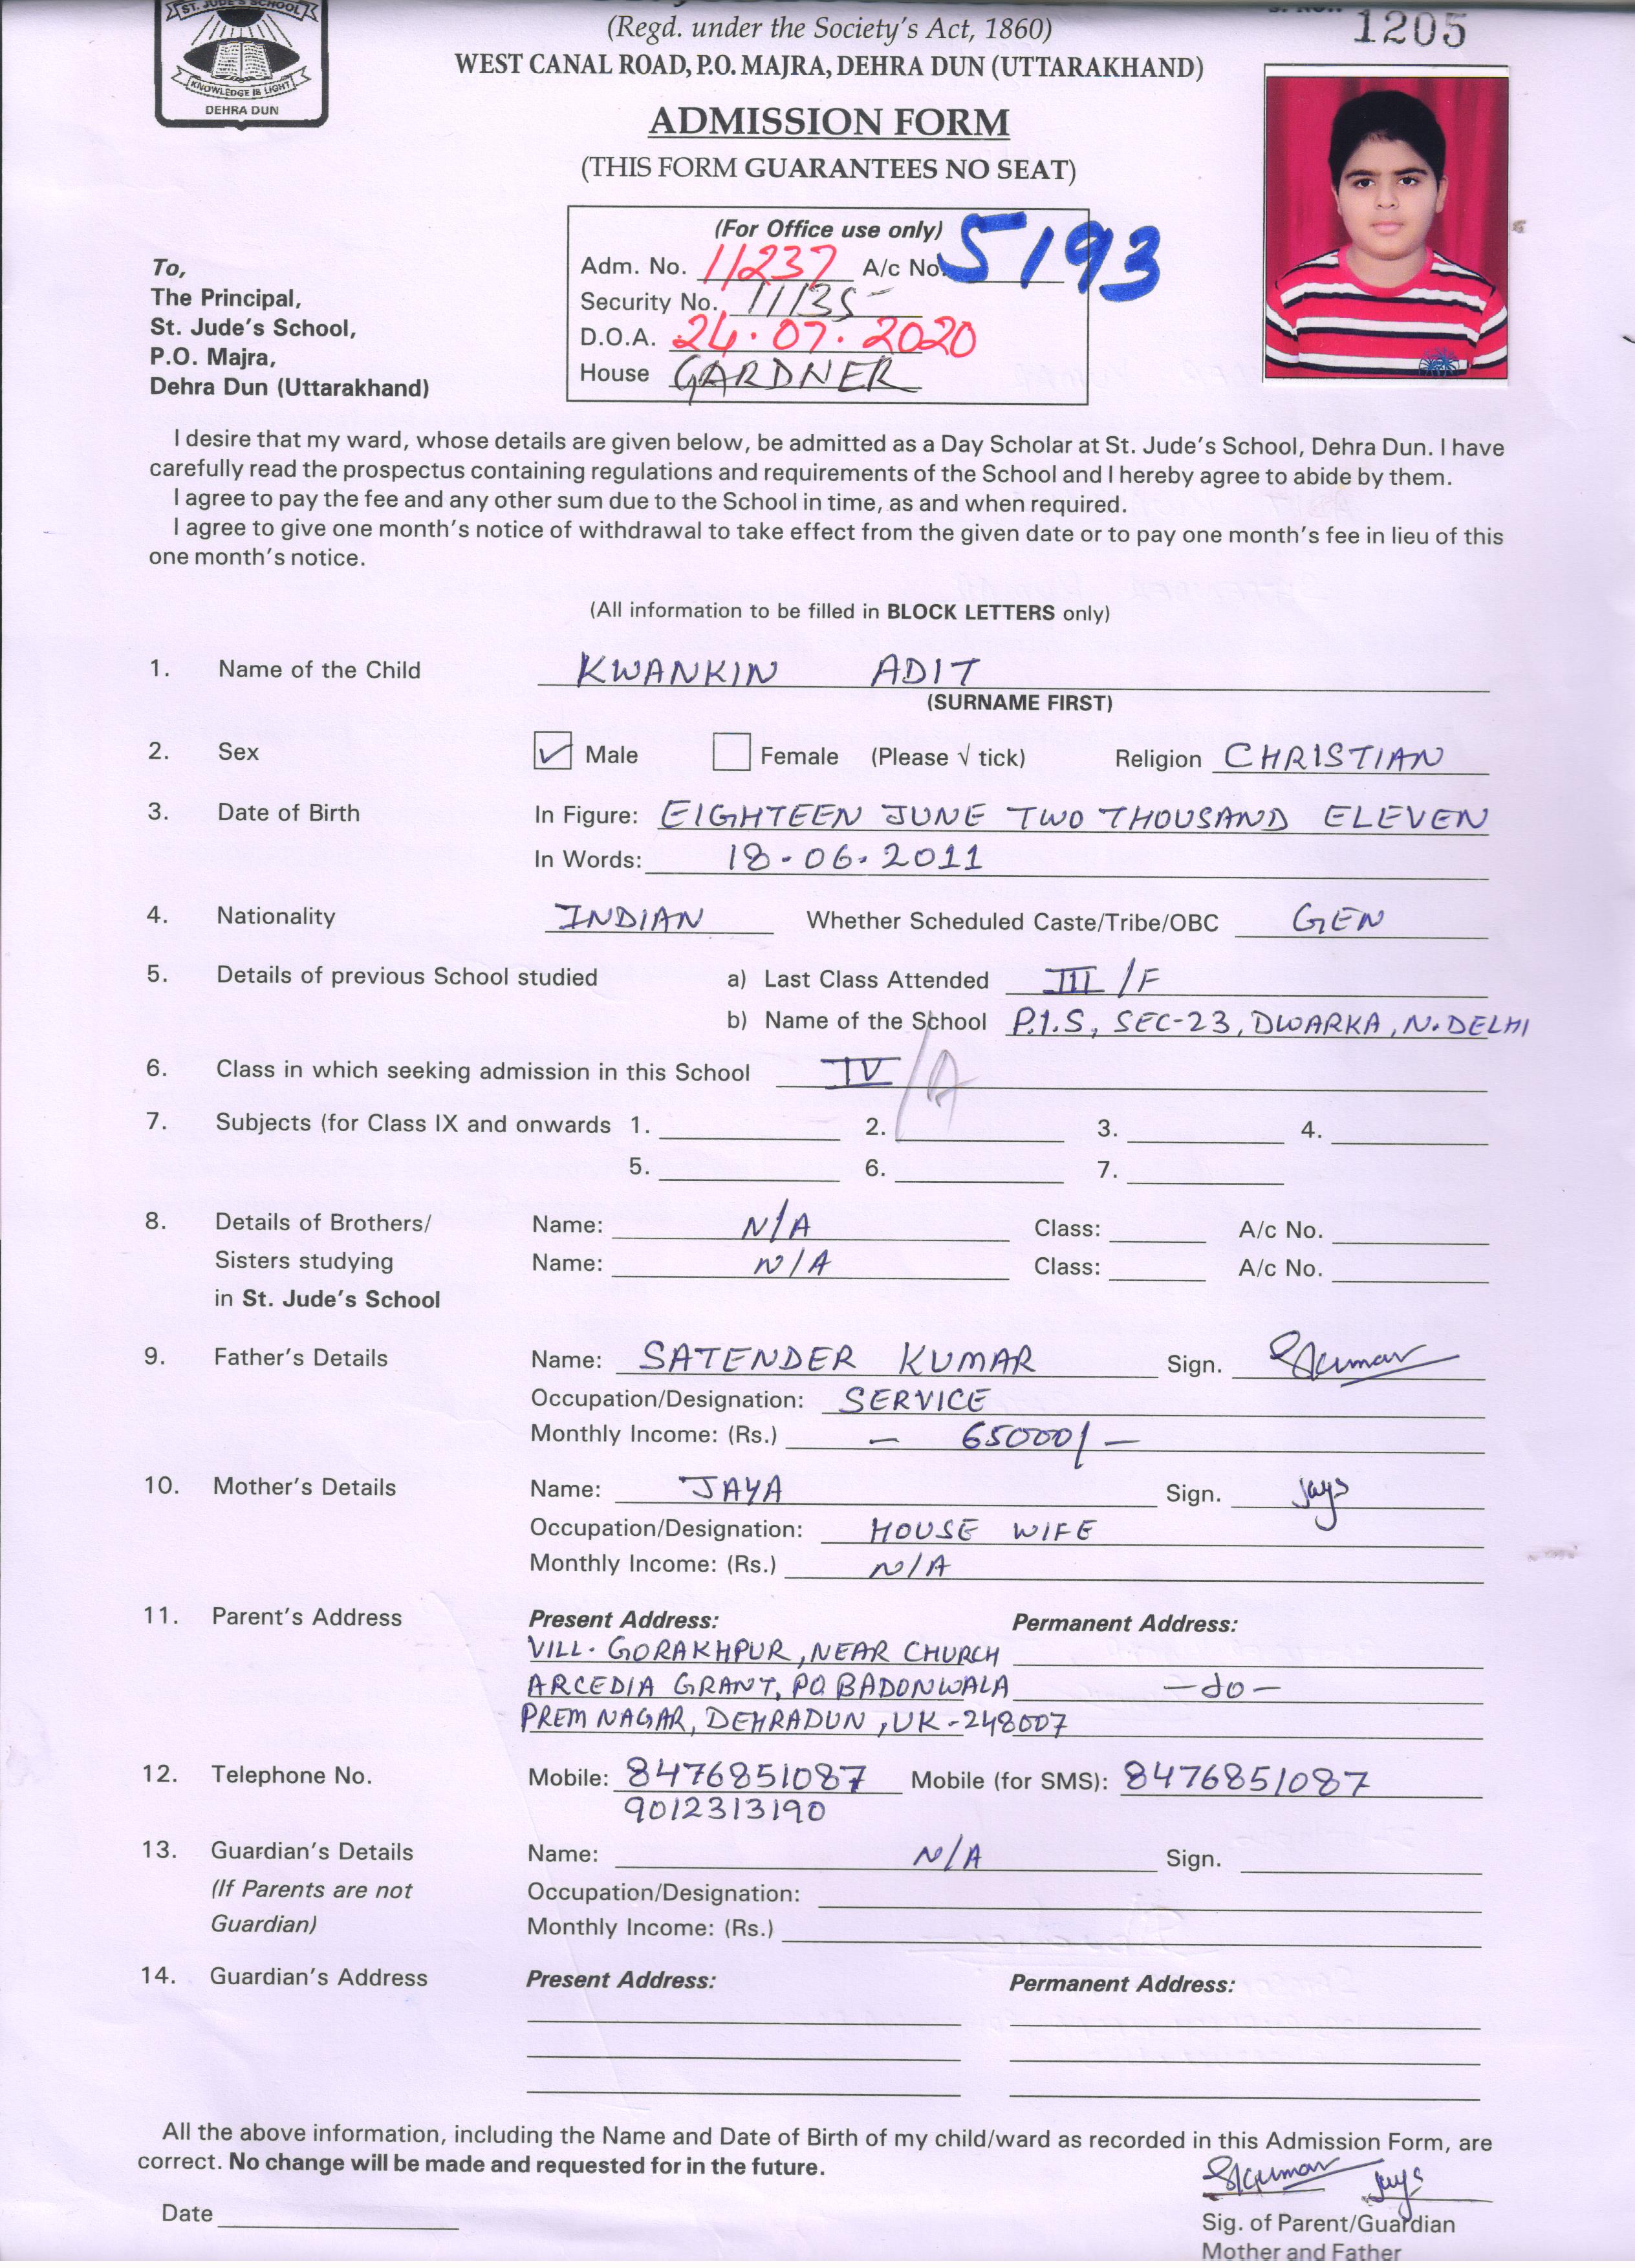 ST. JUDE'S SCHOOL
KNOWLEDGE IS LIGHT
DEHRA DUN
(Regd. under the Society's Act, 1860)
1205
WEST CANAL ROAD, P.O. MAJRA, DEHRA DUN (UTTARAKHAND)
ADMISSION FORM
(THIS FORM GUARANTEES NO SEAT)
(For Office use only)
Adm. No. 11237 A/c No. 5193
Security No. 11135
D.O.A. 24.07.2020
House GARDNER
To,
The Principal,
St. Jude's School,
P.O. Majra,
Dehra Dun (Uttarakhand)
I desire that my ward, whose details are given below, be admitted as a Day Scholar at St. Jude's School, Dehra Dun. I have
carefully read the prospectus containing regulations and requirements of the School and I hereby agree to abide by them.
I agree to pay the fee and any other sum due to the School in time, as and when required.
I agree to give one month's notice of withdrawal to take effect from the given date or to pay one month's fee in lieu of this
one month's notice.
(All information to be filled in BLOCK LETTERS only)
1. Name of the Child KWANKIN ADIT
(SURNAME FIRST)
2. Sex Male Female (Please √ tick) Religion CHRISTIAN
3. Date of Birth In Figure: EIGHTEEN JUNE TWO THOUSAND ELEVEN
In Words: 18-06.2011
4. Nationality INDIAN Whether Scheduled Caste/Tribe/OBC GEN
5. Details of previous School studied a) Last Class Attended III/F
b) Name of the School P.I.S, SEC-23, DWARKA, N.DELHI
6. Class in which seeking admission in this School IV/A
7. Subjects (for Class IX and onwards 1. 2. 3. 4.
5. 6. 7.
8. Details of Brothers/ Name: N/A Class: A/c No.
Sisters studying Name: N/A Class: A/c No.
in St. Jude's School
9. Father's Details Name: SATENDER KUMAR Sign. SKumar
Occupation/Designation: SERVICE
Monthly Income: (Rs.) – 65000/–
10. Mother's Details Name: JAYA Sign. Jaya
Occupation/Designation: HOUSE WIFE
Monthly Income: (Rs.) N/A
11. Parent's Address Present Address: Permanent Address:
VILL. GORAKHPUR, NEAR CHURCH
ARCEDIA GRANT, PO BADONWALA –do–
PREM NAGAR, DEHRADUN, UK-248007
12. Telephone No. Mobile: 8476851087 Mobile (for SMS): 8476851087
9012313190
13. Guardian's Details Name: N/A Sign.
(If Parents are not Occupation/Designation:
Guardian) Monthly Income: (Rs.)
14. Guardian's Address Present Address: Permanent Address:
All the above information, including the Name and Date of Birth of my child/ward as recorded in this Admission Form, are
correct. No change will be made and requested for in the future.
SKumar Jaya
Date
Sig. of Parent/Guardian
Mother and Father